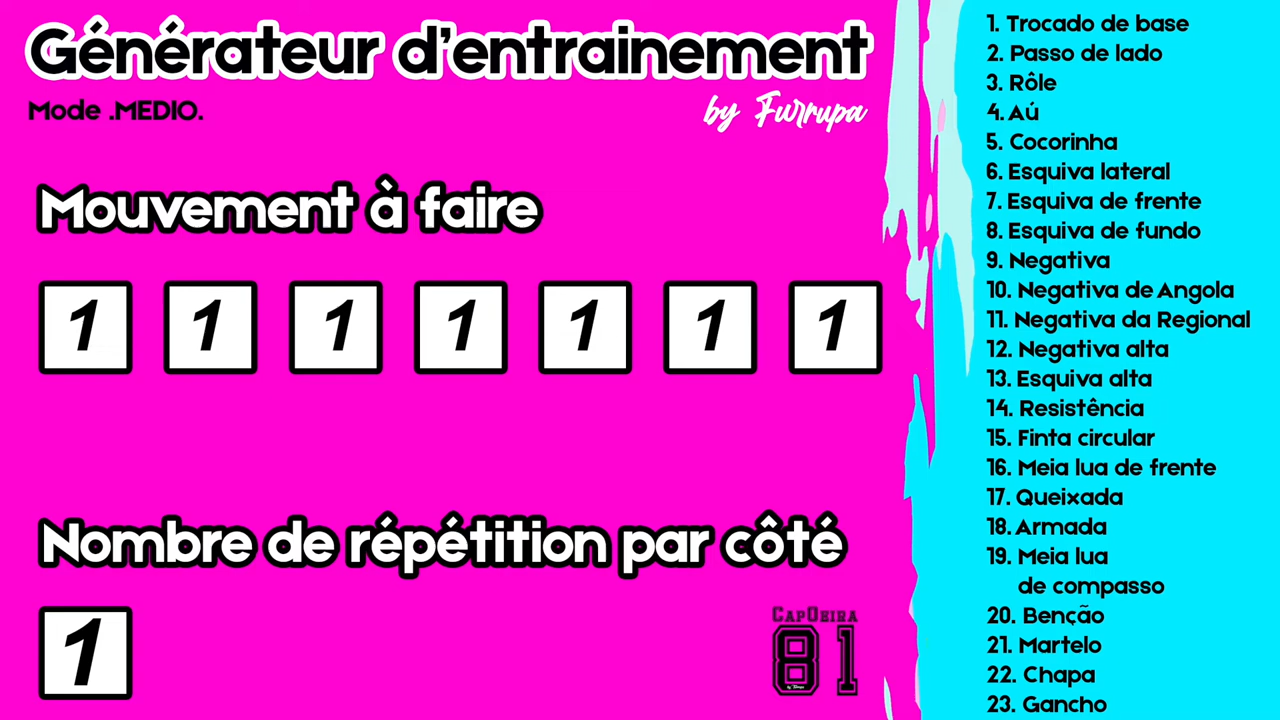 Générateur d'entrainement
Mode .MEDIO.
by Furrupa
Mouvement à faire
1 1 1 1 1 1 1
Nombre de répétition par côté
1
CapOeira
81
by Furrupa
1. Trocado de base
2. Passo de lado
3. Rôle
4. Aú
5. Cocorinha
6. Esquiva lateral
7. Esquiva de frente
8. Esquiva de fundo
9. Negativa
10. Negativa de Angola
11. Negativa da Regional
12. Negativa alta
13. Esquiva alta
14. Resistência
15. Finta circular
16. Meia lua de frente
17. Queixada
18. Armada
19. Meia lua
de compasso
20. Benção
21. Martelo
22. Chapa
23. Gancho